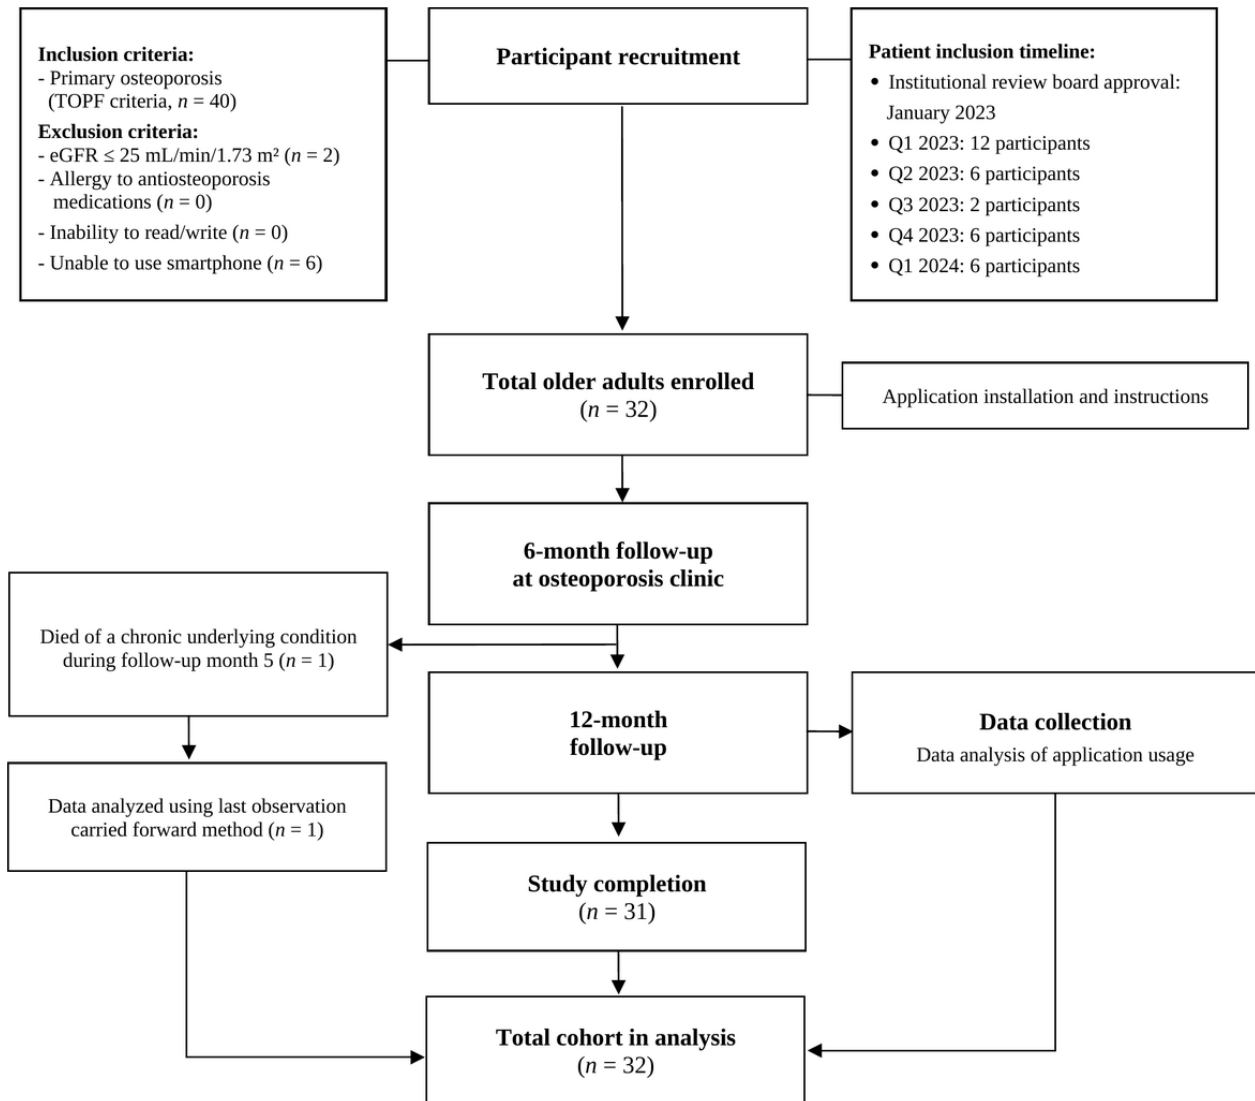 Inclusion criteria:
- Primary osteoporosis
(TOPF criteria, n = 40)
Exclusion criteria:
- eGFR ≤ 25 mL/min/1.73 m² (n = 2)
- Allergy to antiosteoporosis
medications (n = 0)
- Inability to read/write (n = 0)
- Unable to use smartphone (n = 6)
Participant recruitment
Patient inclusion timeline:
• Institutional review board approval:
January 2023
• Q1 2023: 12 participants
• Q2 2023: 6 participants
• Q3 2023: 2 participants
• Q4 2023: 6 participants
• Q1 2024: 6 participants
Total older adults enrolled
(n = 32)
Application installation and instructions
6-month follow-up
at osteoporosis clinic
Died of a chronic underlying condition
during follow-up month 5 (n = 1)
12-month
follow-up
Data collection
Data analysis of application usage
Data analyzed using last observation
carried forward method (n = 1)
Study completion
(n = 31)
Total cohort in analysis
(n = 32)